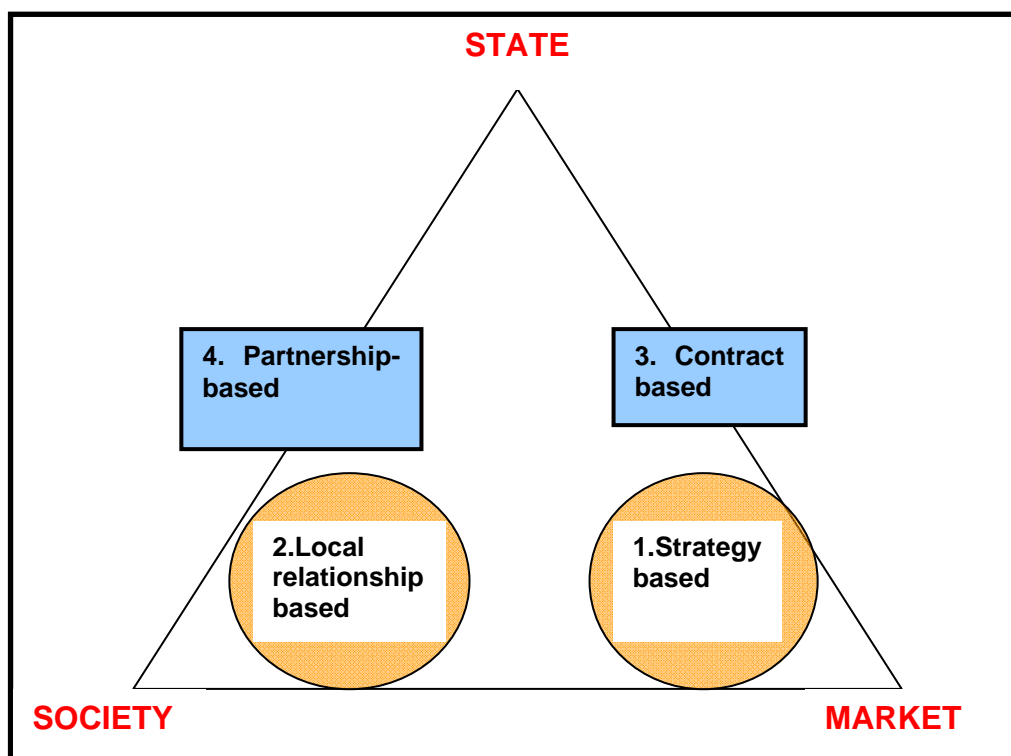 STATE
4. Partnership-
based
3. Contract
based
2.Local
relationship
based
1.Strategy
based
SOCIETY
MARKET